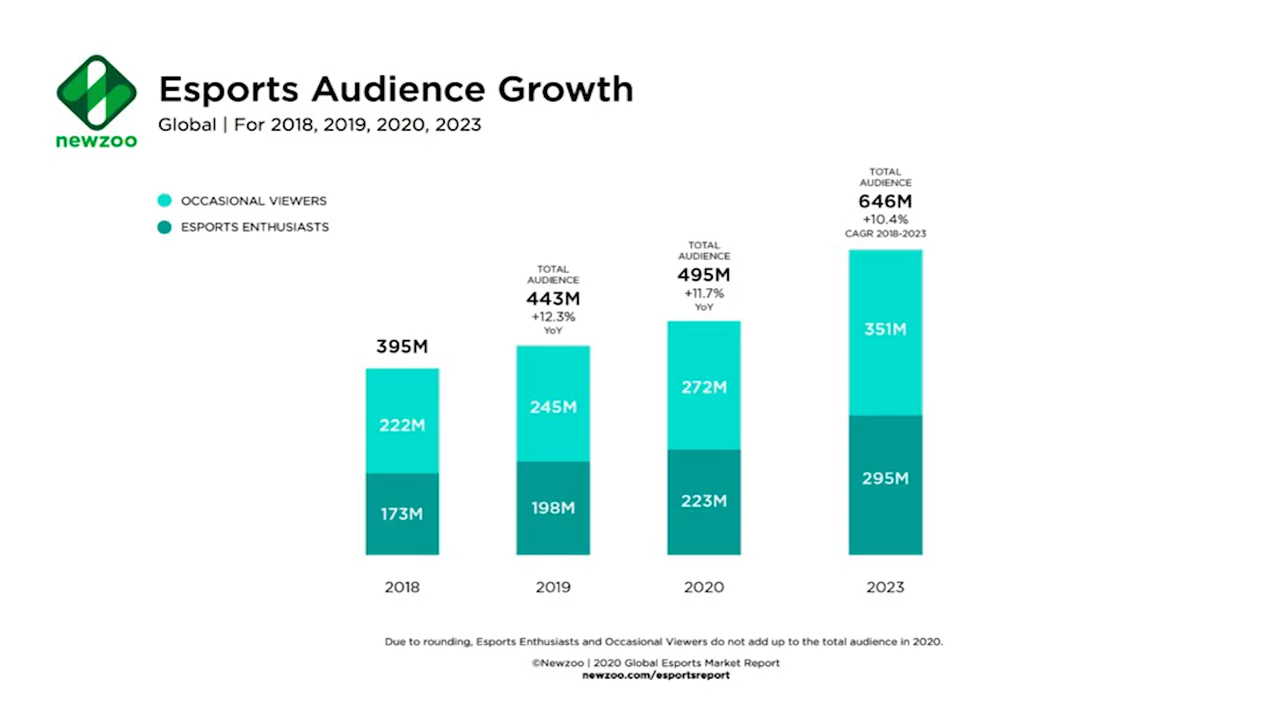 Esports Audience Growth
Global | For 2018, 2019, 2020, 2023
newzoo
OCCASIONAL VIEWERS
ESPORTS ENTHUSIASTS
395M
222M
173M
2018
TOTAL
AUDIENCE
443M
+12.3%
YoY
245M
198M
2019
TOTAL
AUDIENCE
495M
+11.7%
YoY
272M
223M
2020
TOTAL
AUDIENCE
646M
+10.4%
CAGR 2018-2023
351M
295M
2023
Due to rounding, Esports Enthusiasts and Occasional Viewers do not add up to the total audience in 2020.
©Newzoo | 2020 Global Esports Market Report
newzoo.com/esportsreport